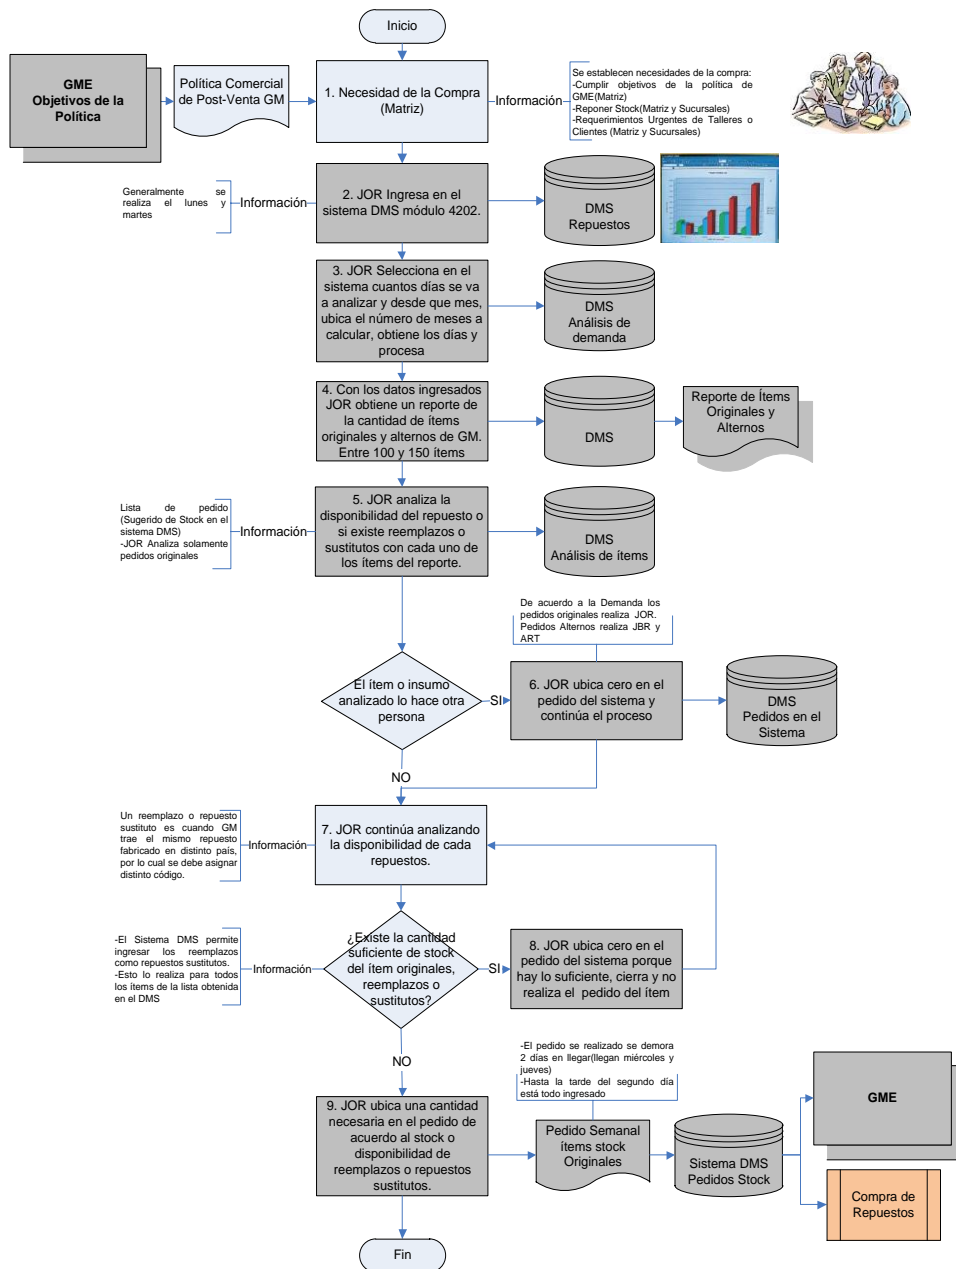 Inicio
GME
Objetivos de la
Política
Política Comercial
de Post-Venta GM
1. Necesidad de la Compra
(Matriz)
Información
Se establecen necesidades de la compra:
-Cumplir objetivos de la política de
GME(Matriz)
-Reponer Stock(Matriz y Sucursales)
-Requerimientos Urgentes de Talleres o
Clientes (Matriz y Sucursales)
Generalmente se
realiza el lunes y
martes
Información
2. JOR Ingresa en el
sistema DMS módulo 4202.
DMS
Repuestos
3. JOR Selecciona en el
sistema cuantos días se va
a analizar y desde que mes,
ubica el número de meses a
calcular, obtiene los días y
procesa
DMS
Análisis de
demanda
4. Con los datos ingresados
JOR obtiene un reporte de
la cantidad de ítems
originales y alternos de GM.
Entre 100 y 150 ítems
DMS
Reporte de Ítems
Originales y
Alternos
Lista de pedido
(Sugerido de Stock en el
sistema DMS)
-JOR Analiza solamente
pedidos originales
Información
5. JOR analiza la
disponibilidad del repuesto o
si existe reemplazos o
sustitutos con cada uno de
los ítems del reporte.
DMS
Análisis de ítems
De acuerdo a la Demanda los
pedidos originales realiza JOR.
Pedidos Alternos realiza JBR y
ART
El ítem o insumo
analizado lo hace otra
persona
SI
6. JOR ubica cero en el
pedido del sistema y
continúa el proceso
DMS
Pedidos en el
Sistema
NO
Un reemplazo o repuesto
sustituto es cuando GM
trae el mismo repuesto
fabricado en distinto país,
por lo cual se debe asignar
distinto código.
Información
7. JOR continúa analizando
la disponibilidad de cada
repuestos.
-El Sistema DMS permite
ingresar los reemplazos
como repuestos sustitutos.
-Esto lo realiza para todos
los ítems de la lista obtenida
en el DMS
Información
¿Existe la cantidad
suficiente de stock
del ítem originales,
reemplazos o
sustitutos?
SI
8. JOR ubica cero en el
pedido del sistema porque
hay lo suficiente, cierra y no
realiza el pedido del ítem
NO
-El pedido se realizado se demora
2 días en llegar(llegan miércoles y
jueves)
-Hasta la tarde del segundo día
está todo ingresado
9. JOR ubica una cantidad
necesaria en el pedido de
acuerdo al stock o
disponibilidad de
reemplazos o repuestos
sustitutos.
Pedido Semanal
ítems stock
Originales
Sistema DMS
Pedidos Stock
GME
Compra de
Repuestos
Fin